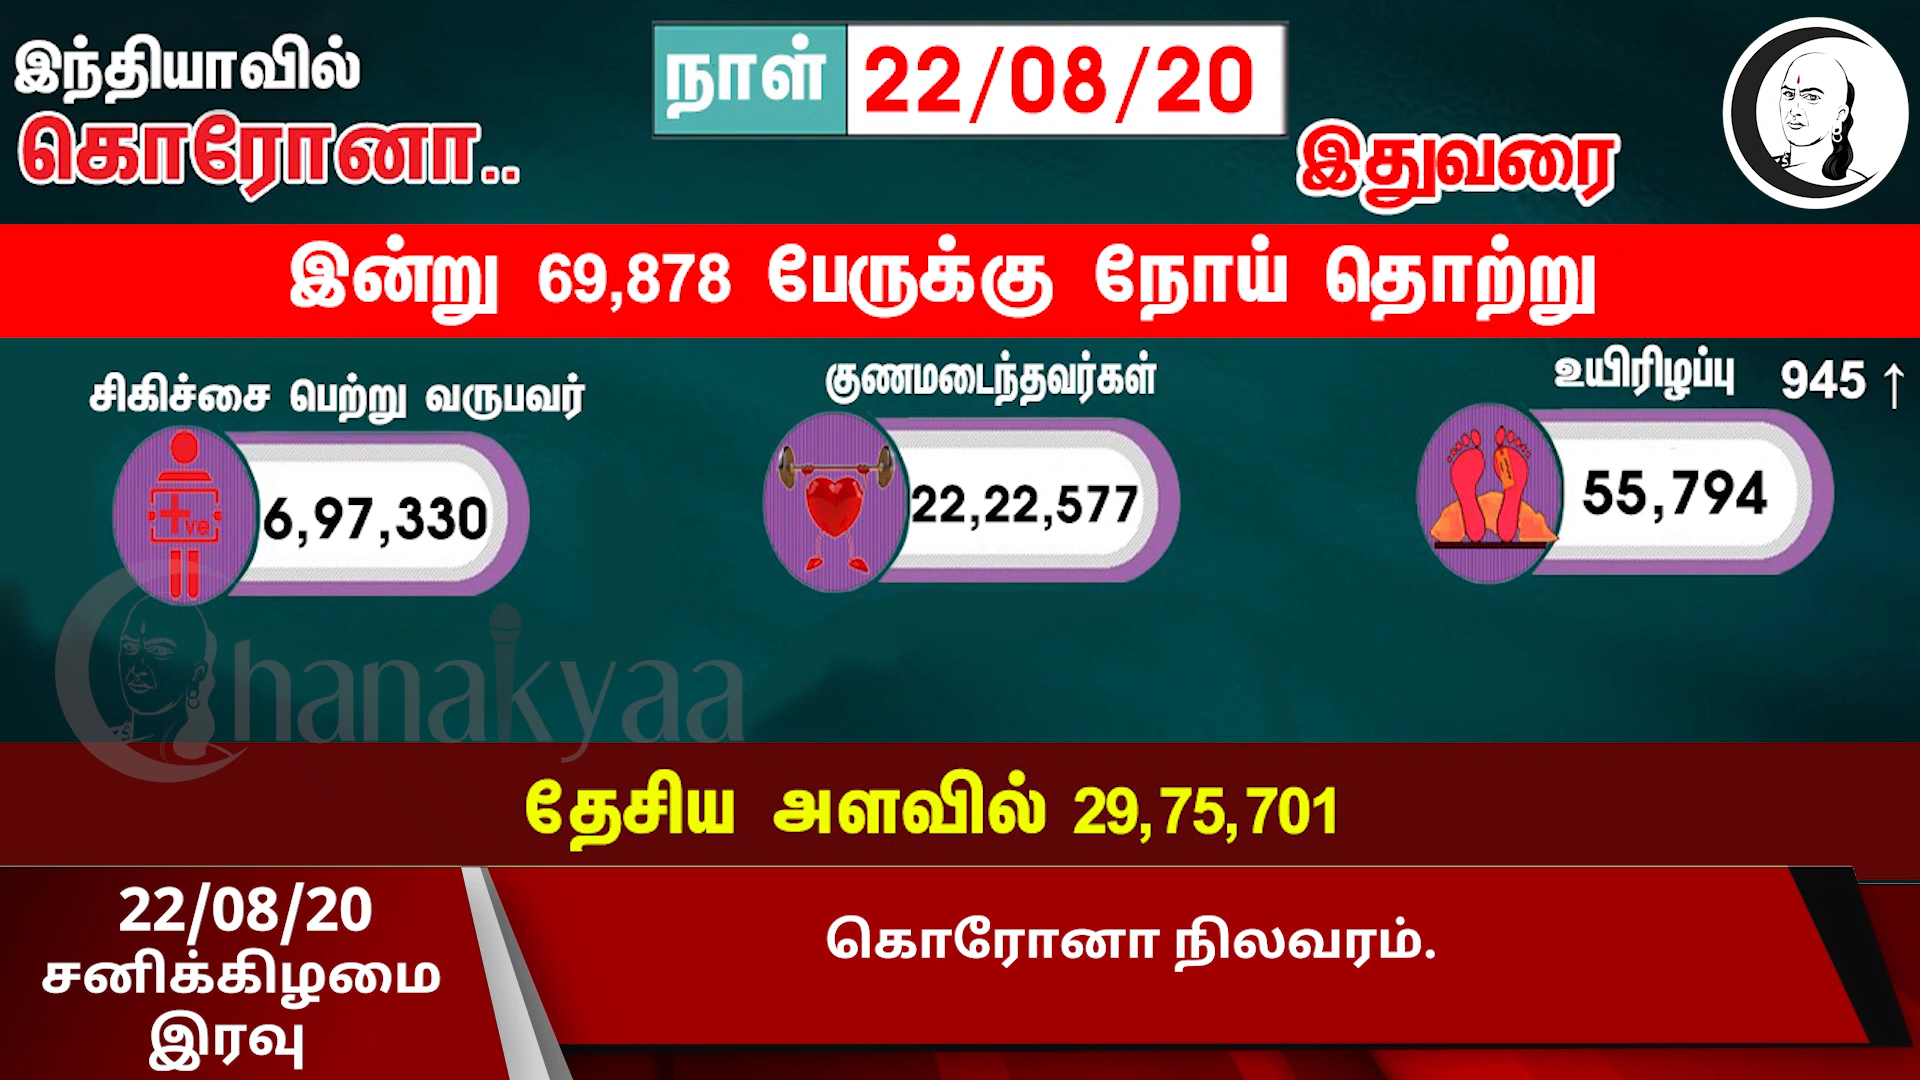 இந்தியாவில்
கொரோனா..
நாள் 22/08/20
இதுவரை
இன்று 69,878 பேருக்கு நோய் தொற்று
சிகிச்சை பெற்று வருபவர்
+ve
6,97,330
குணமடைந்தவர்கள்
22,22,577
உயிரிழப்பு 945 ↑
55,794
Chanakyaa
தேசிய அளவில் 29,75,701
22/08/20
சனிக்கிழமை
இரவு
கொரோனா நிலவரம்.